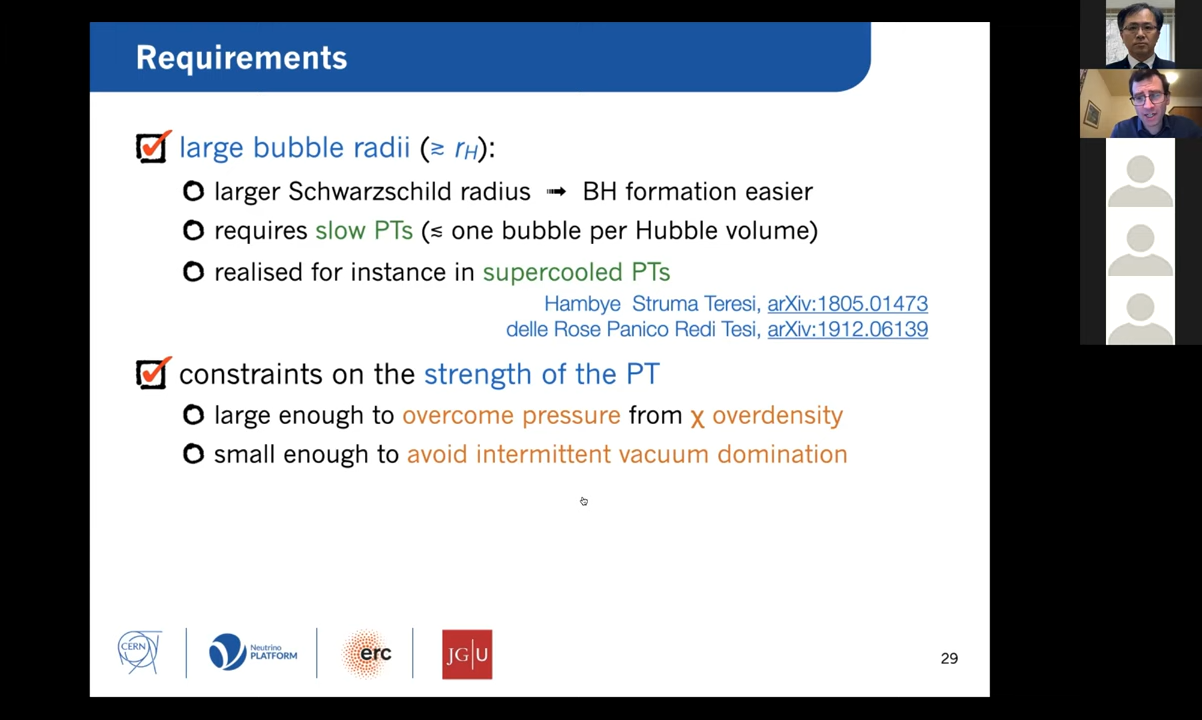 Requirements
large bubble radii (≳ rH):
larger Schwarzschild radius ➟ BH formation easier
requires slow PTs (≲ one bubble per Hubble volume)
realised for instance in supercooled PTs
Hambye Struma Teresi, arXiv:1805.01473
delle Rose Panico Redi Tesi, arXiv:1912.06139
constraints on the strength of the PT
large enough to overcome pressure from χ overdensity
small enough to avoid intermittent vacuum domination
CERN
Neutrino
PLATFORM
erc
JG|U
29